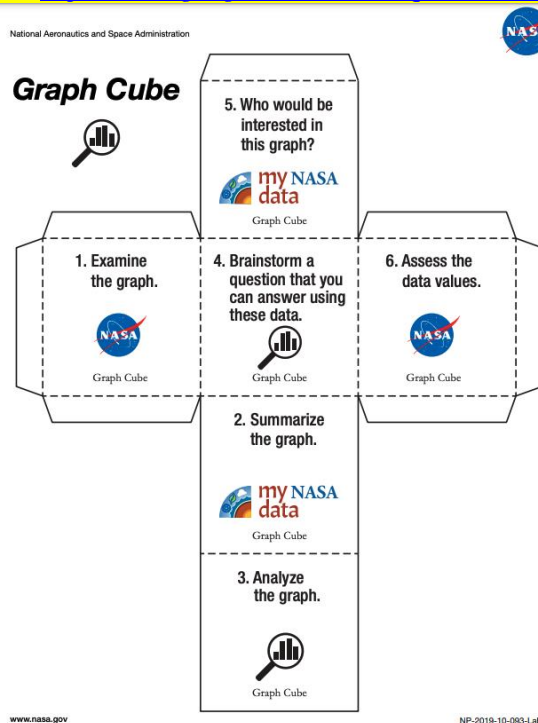 National Aeronautics and Space Administration
NAS
Graph Cube
5. Who would be
interested in
this graph?
my NASA
data
Graph Cube
1. Examine
the graph.
NASA
Graph Cube
4. Brainstorm a
question that you
can answer using
these data.
Graph Cube
6. Assess the
data values.
NASA
Graph Cube
2. Summarize
the graph.
my NASA
data
Graph Cube
3. Analyze
the graph.
Graph Cube
www.nasa.gov
NP-2019-10-093-LaR